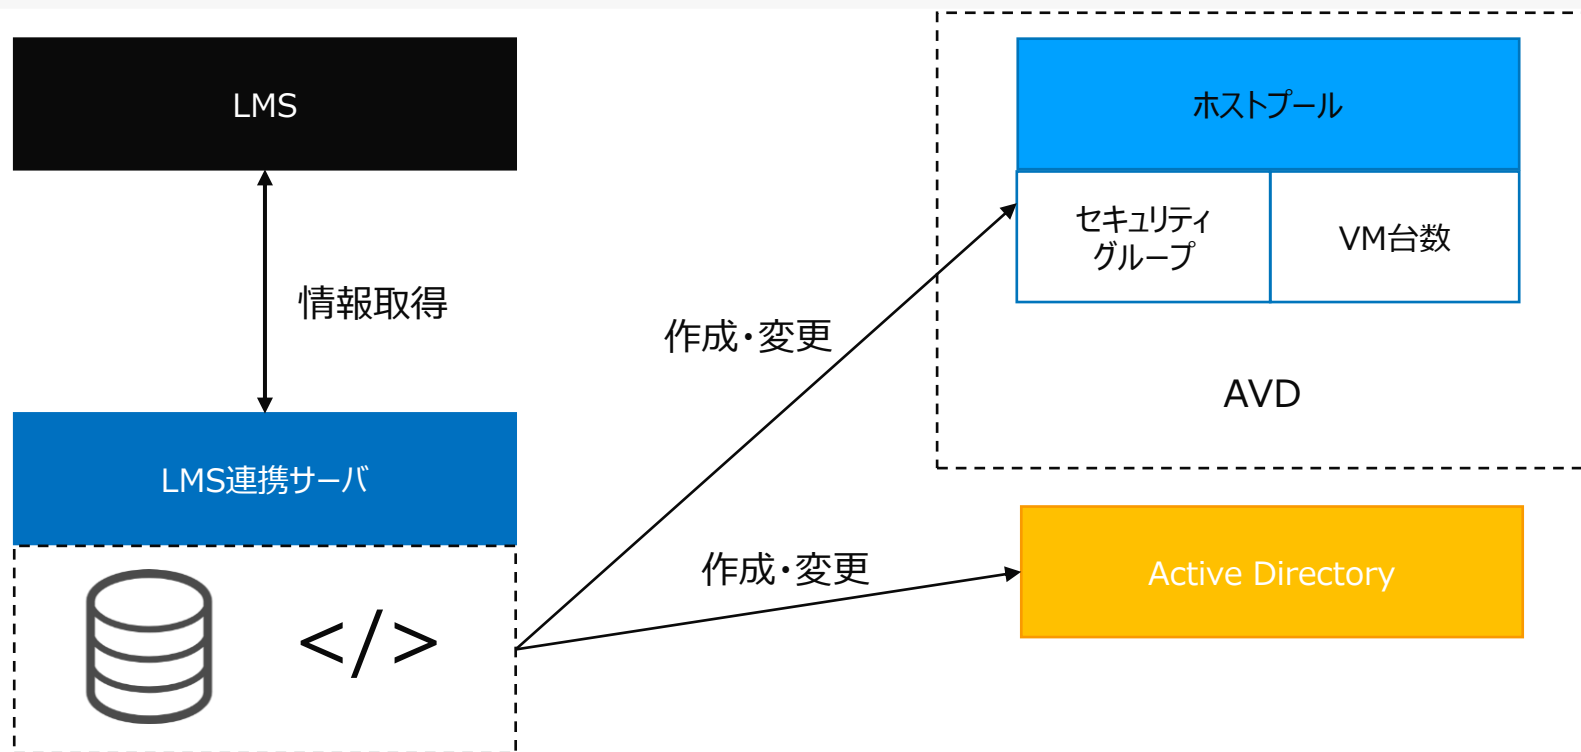 LMS
ホストプール
セキュリティ
グループ
VM台数
情報取得
作成・変更
AVD
LMS連携サーバ
作成・変更
Active Directory
</>